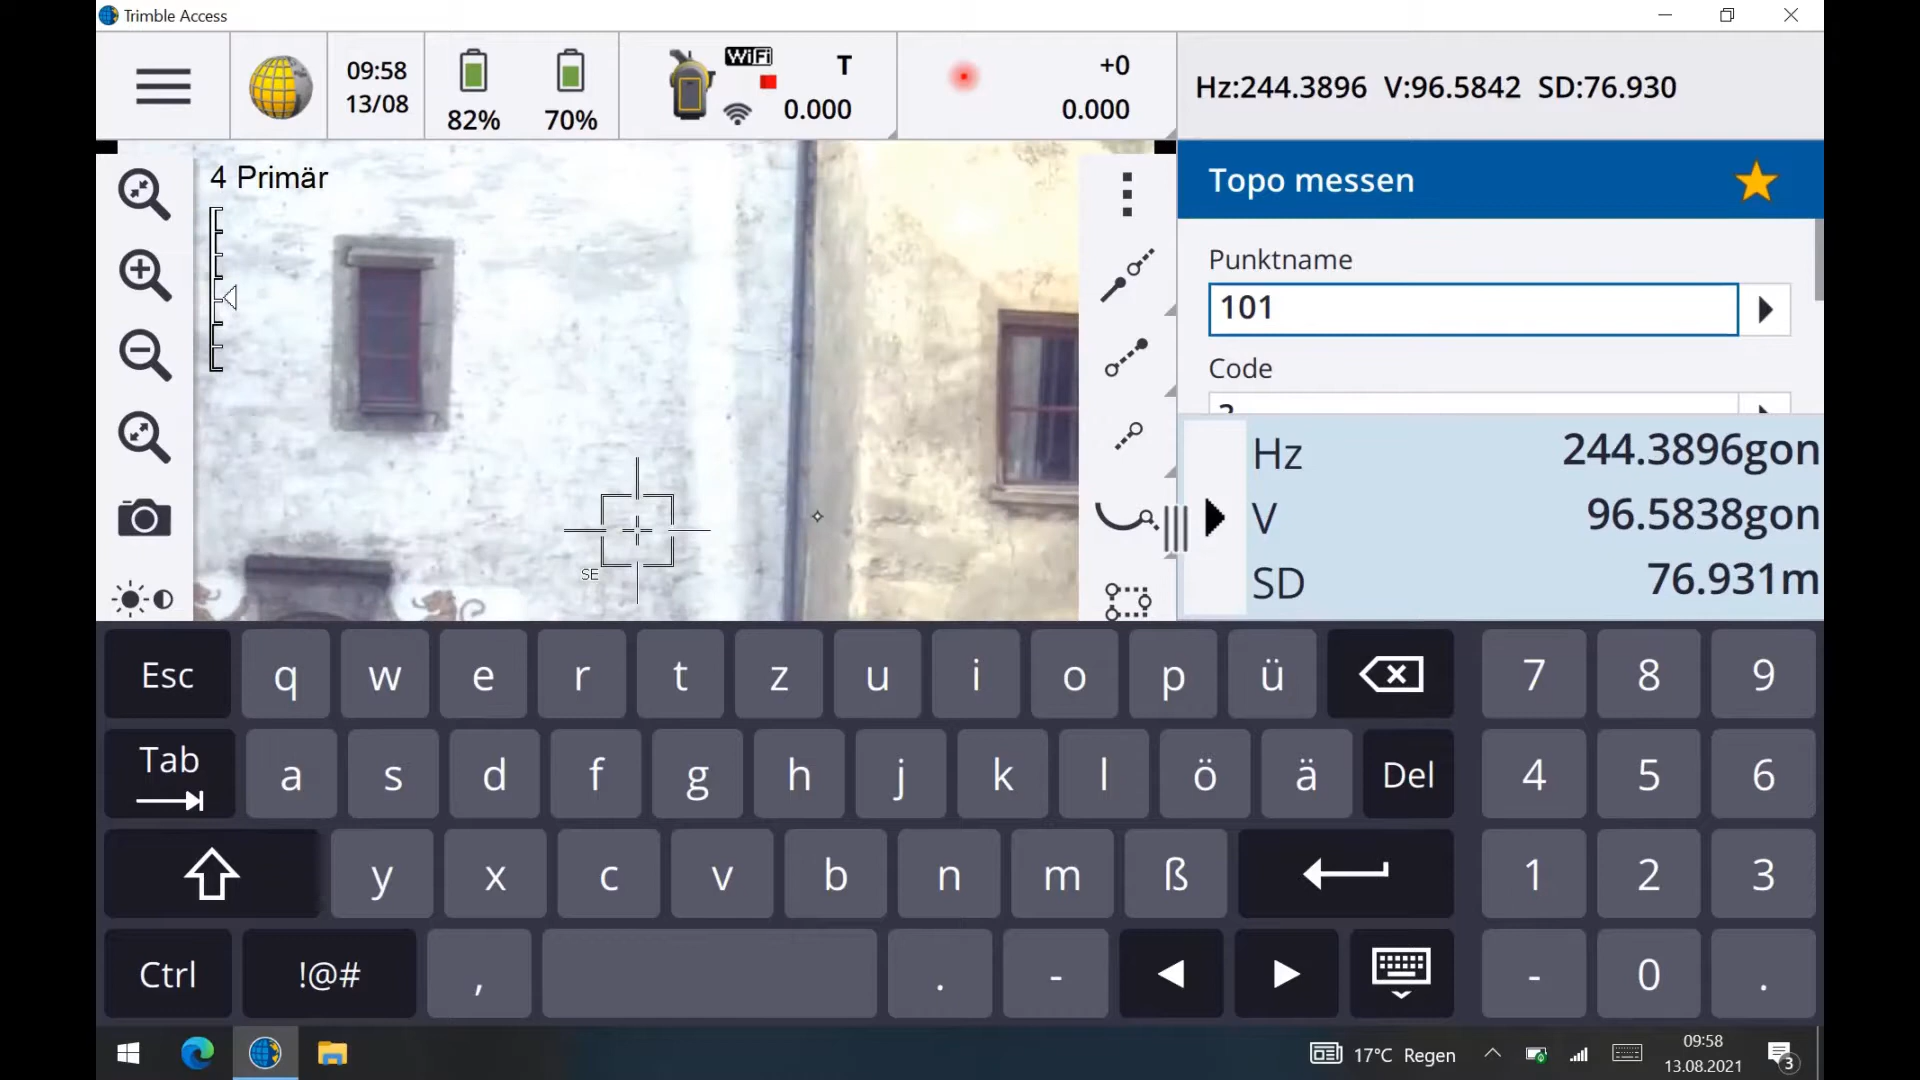 Trimble Access
09:58
13/08
82%
70%
WiFi
T
0.000
+0
0.000
Hz:244.3896 V:96.5842 SD:76.930
4 Primär
SE
Topo messen
Punktname
101
Code
Hz 244.3896gon
V 96.5838gon
SD 76.931m
Esc q w e r t z u i o p ü 7 8 9
Tab a s d f g h j k l ö ä Del 4 5 6
y x c v b n m ß 1 2 3
Ctrl !@# , . - - 0 .
17°C Regen
09:58
13.08.2021
3